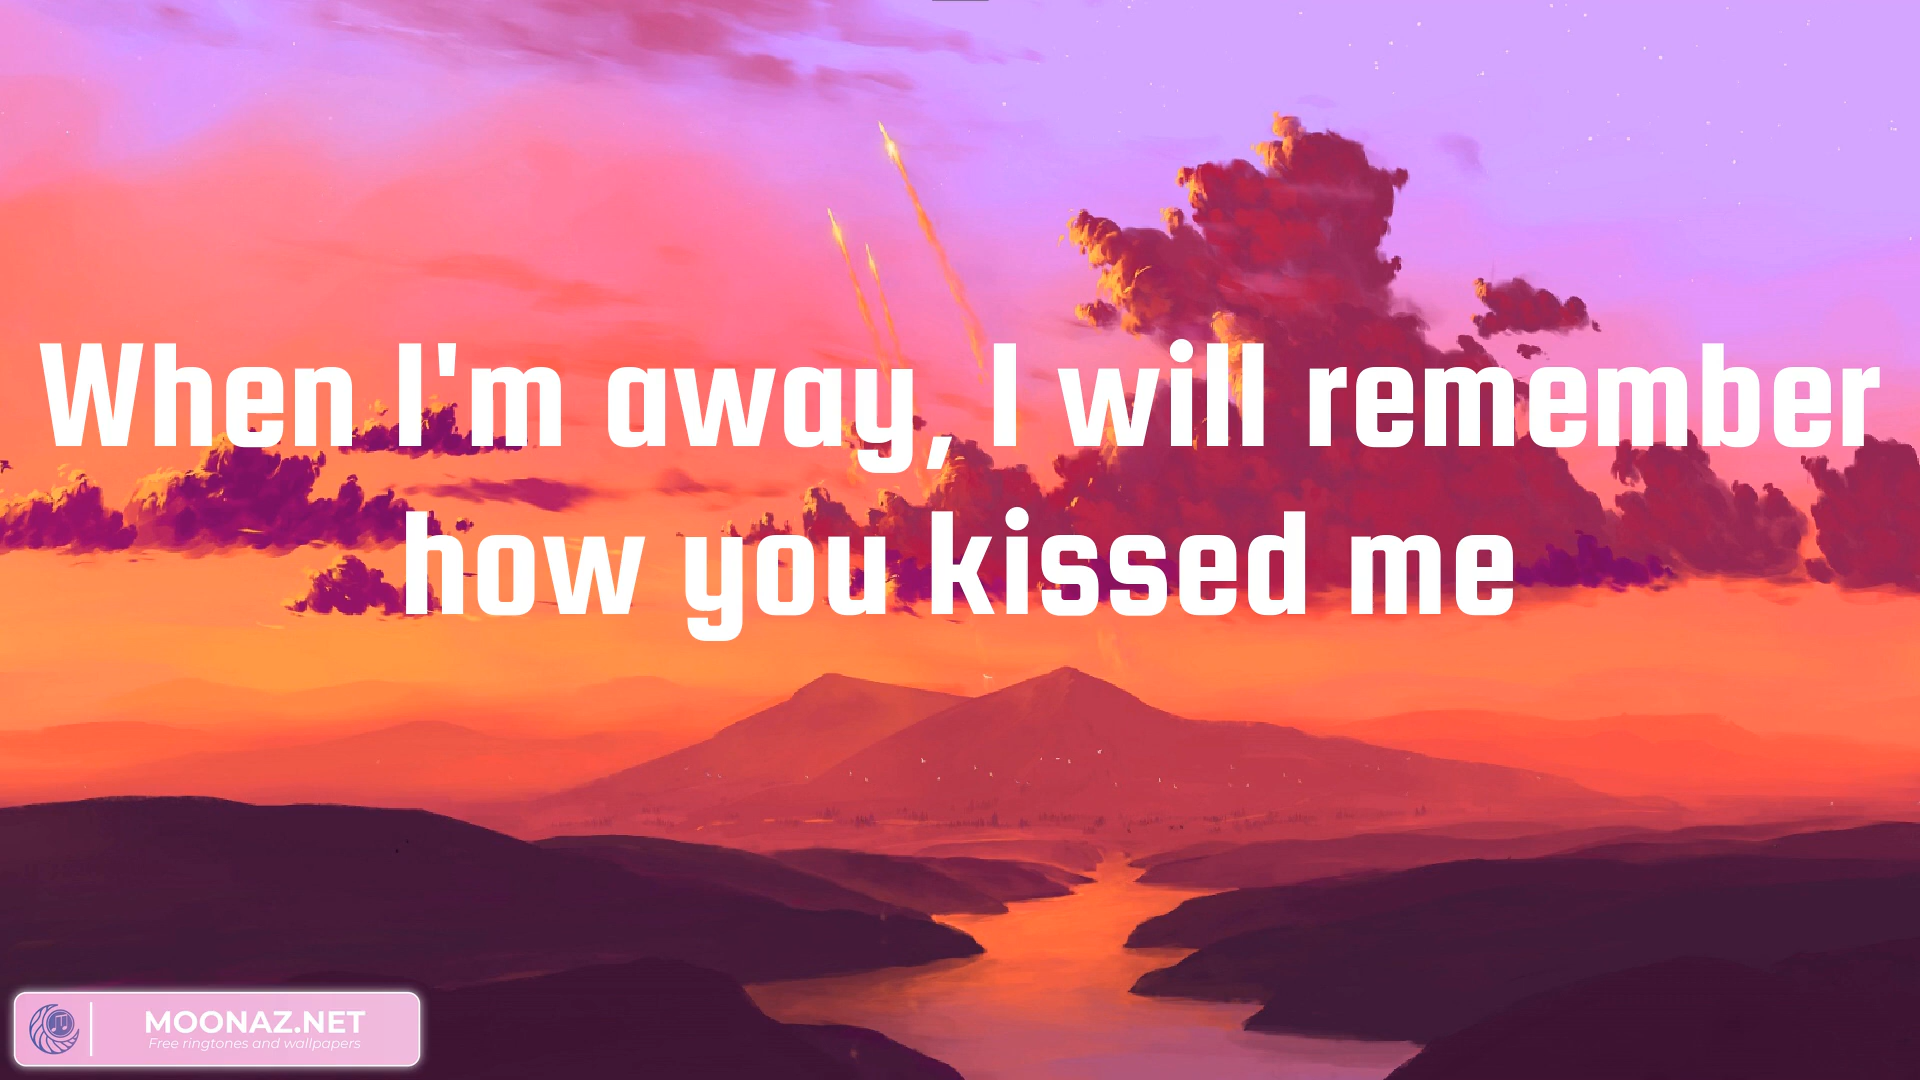 When I'm away, I will remember
how you kissed me
MOONAZ.NET
Free ringtones and wallpapers